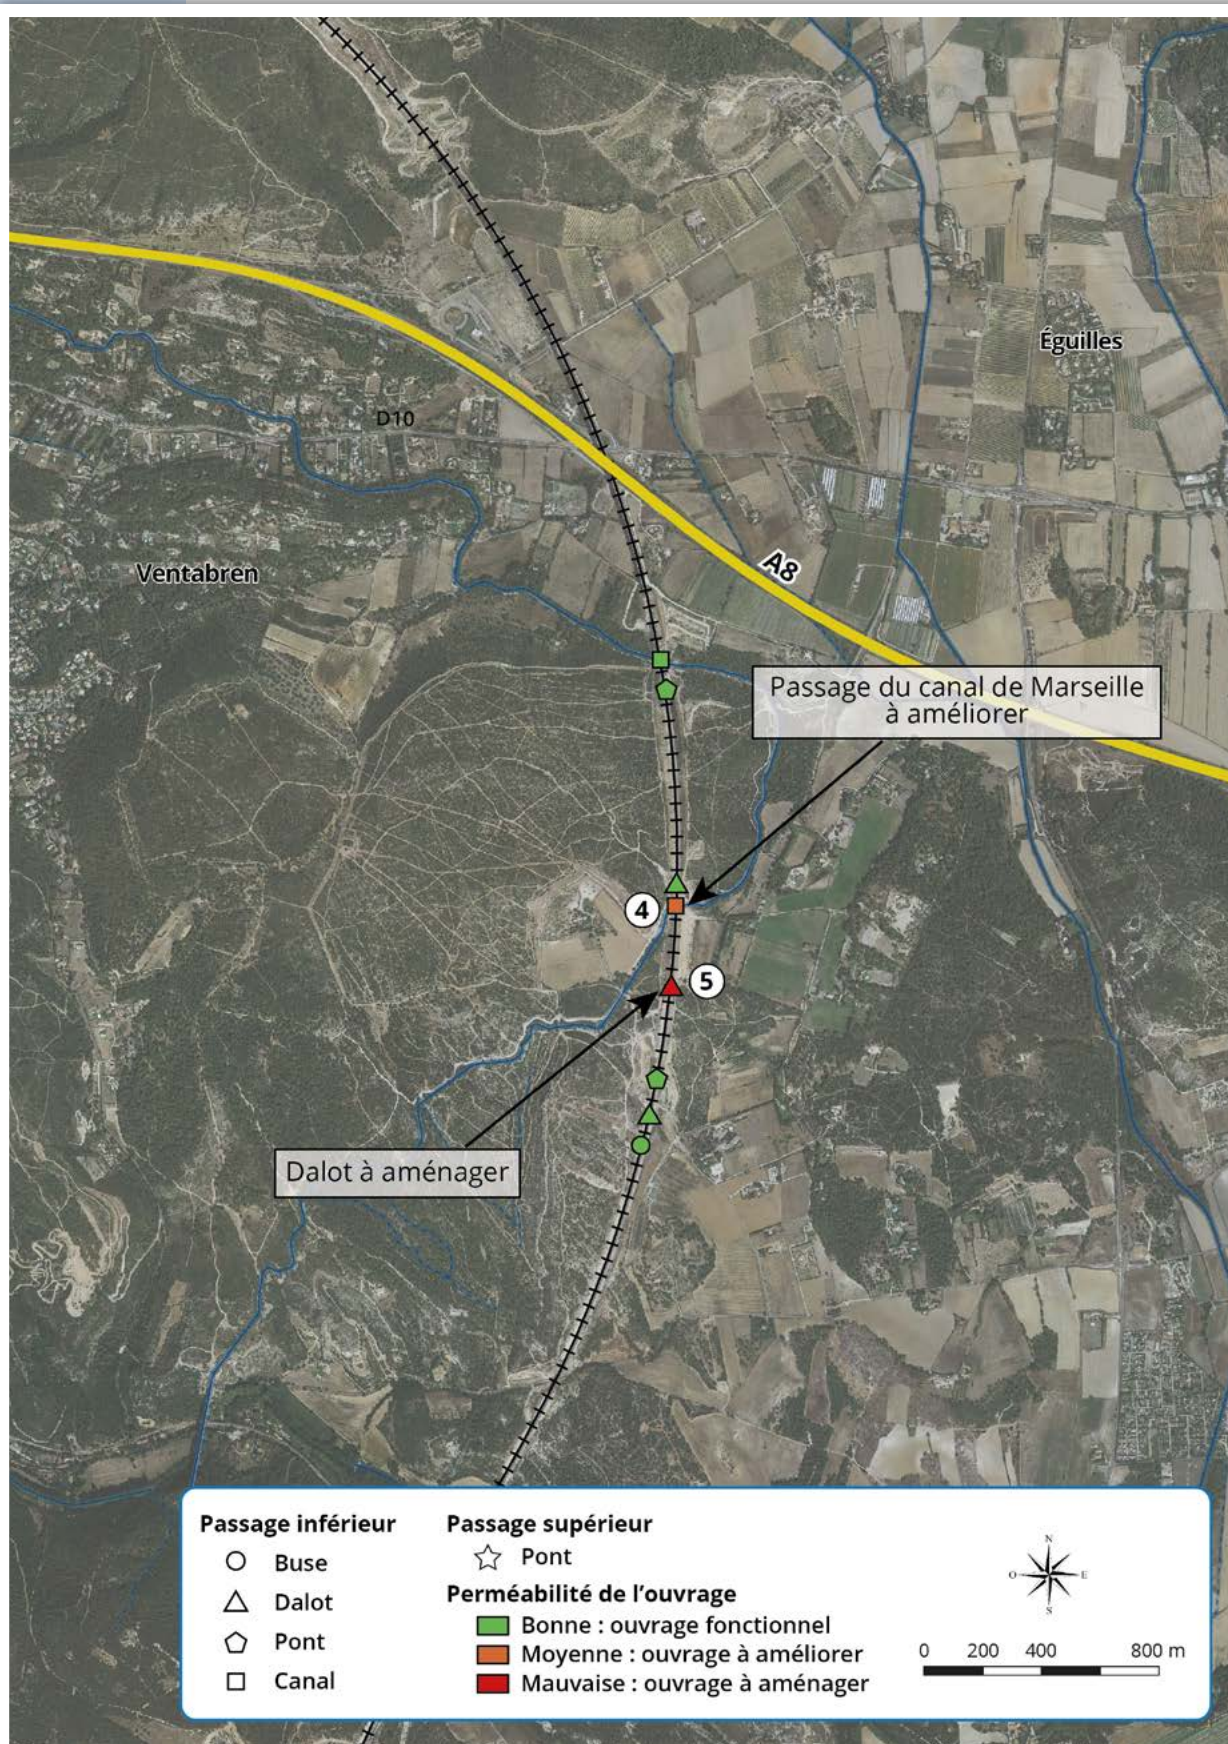 Éguilles
D10
A8
Ventabren
Passage du canal de Marseille
à améliorer
4
5
Dalot à aménager
Passage inférieur
Buse
Dalot
Pont
Canal
Passage supérieur
Pont
Perméabilité de l'ouvrage
Bonne : ouvrage fonctionnel
Moyenne : ouvrage à améliorer
Mauvaise : ouvrage à aménager
N
O
E
S
0 200 400 800 m